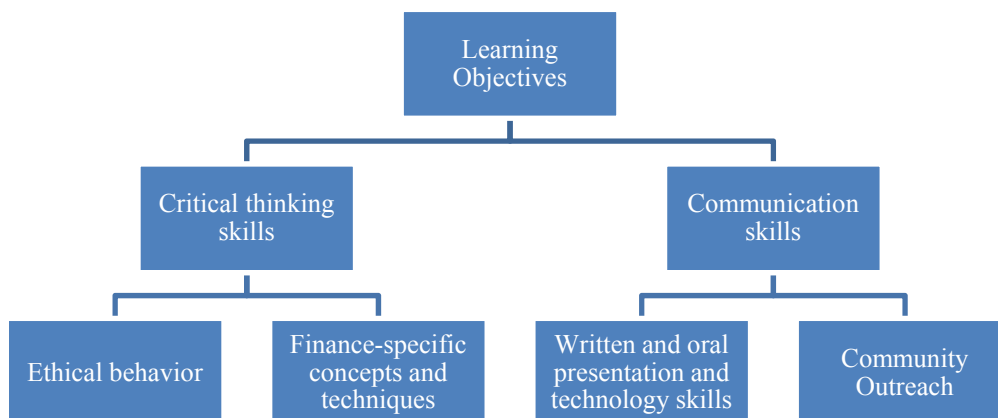 Learning
Objectives
Critical thinking
skills
Communication
skills
Ethical behavior
Finance-specific
concepts and
techniques
Written and oral
presentation and
technology skills
Community
Outreach